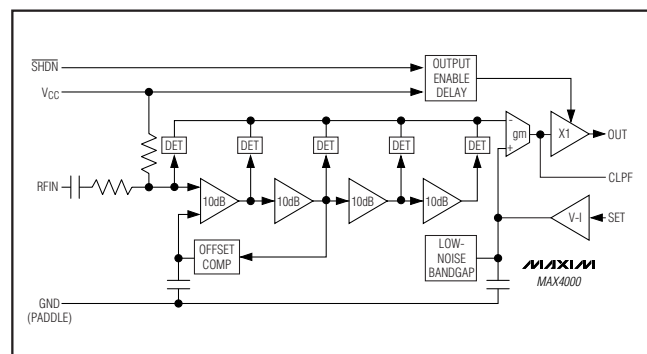 SHDN
OUTPUT
ENABLE
DELAY
VCC
DET
DET
DET
DET
DET
-
gm
+
X1
OUT
CLPF
RFIN
10dB
10dB
10dB
10dB
V-I
SET
OFFSET
COMP
LOW-
NOISE
BANDGAP
MAXIM
MAX4000
GND
(PADDLE)